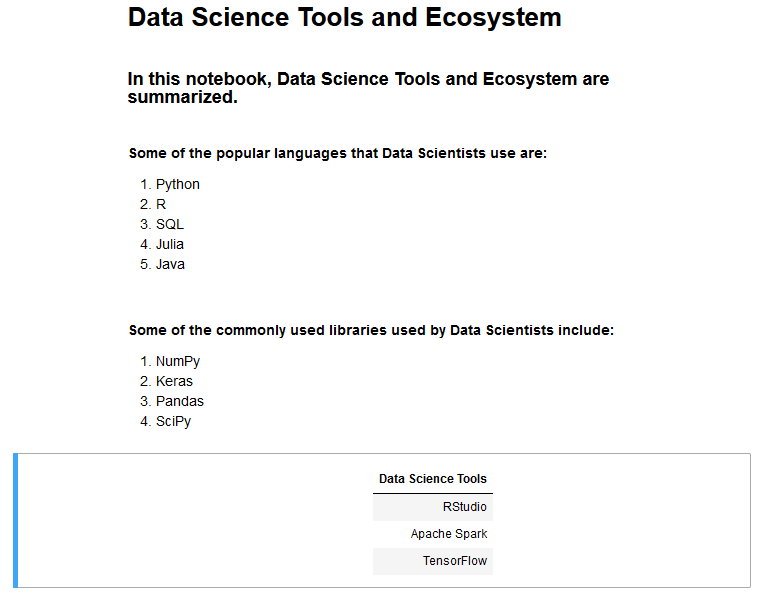 Data Science Tools and Ecosystem
In this notebook, Data Science Tools and Ecosystem are
summarized.
Some of the popular languages that Data Scientists use are:
1. Python
2. R
3. SQL
4. Julia
5. Java
Some of the commonly used libraries used by Data Scientists include:
1. NumPy
2. Keras
3. Pandas
4. SciPy
Data Science Tools
RStudio
Apache Spark
TensorFlow